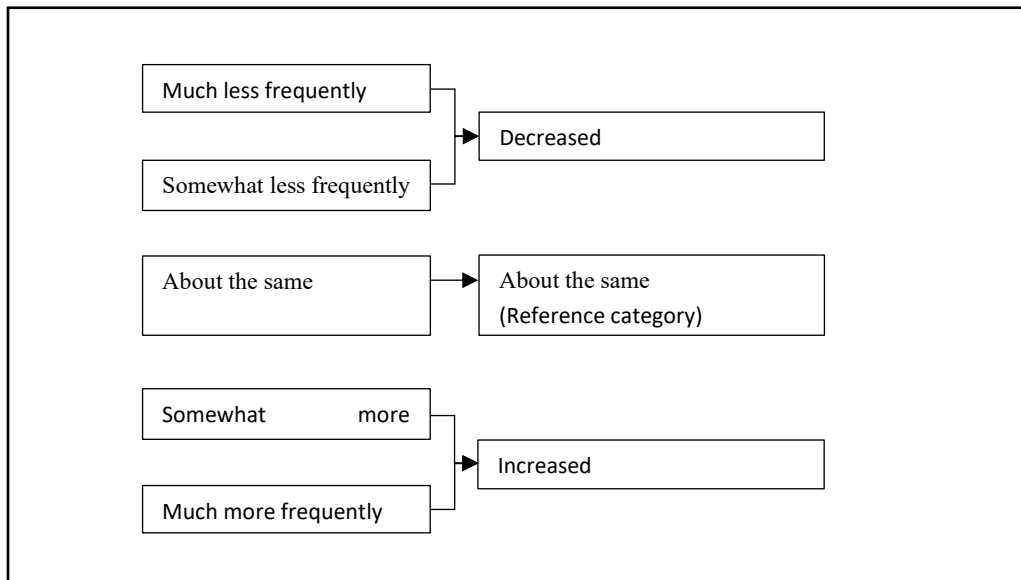 Much less frequently
Decreased
Somewhat less frequently
About the same
About the same
(Reference category)
Somewhat more
Increased
Much more frequently